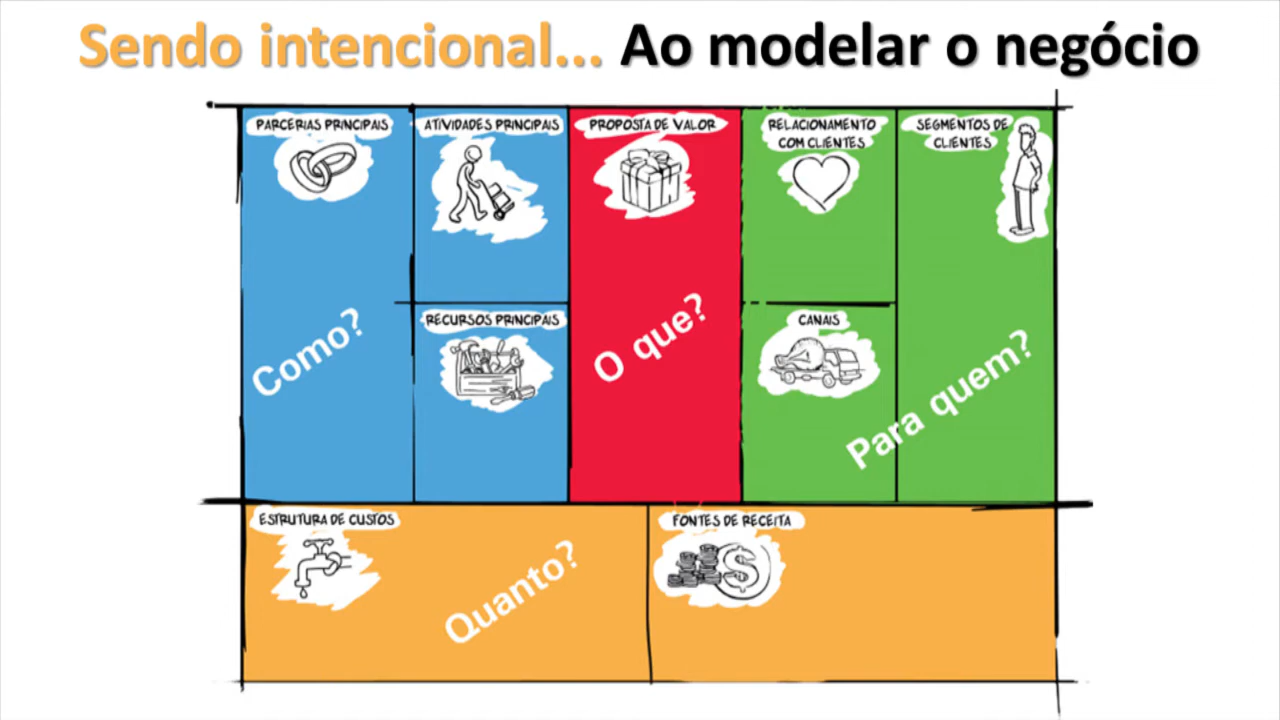 Sendo intencional... Ao modelar o negócio
PARCERIAS PRINCIPAIS
ATIVIDADES PRINCIPAIS
PROPOSTA DE VALOR
RELACIONAMENTO
COM CLIENTES
SEGMENTOS DE
CLIENTES
Como?
RECURSOS PRINCIPAIS
O que?
CANAIS
Para quem?
ESTRUTURA DE CUSTOS
Quanto?
FONTES DE RECEITA
$